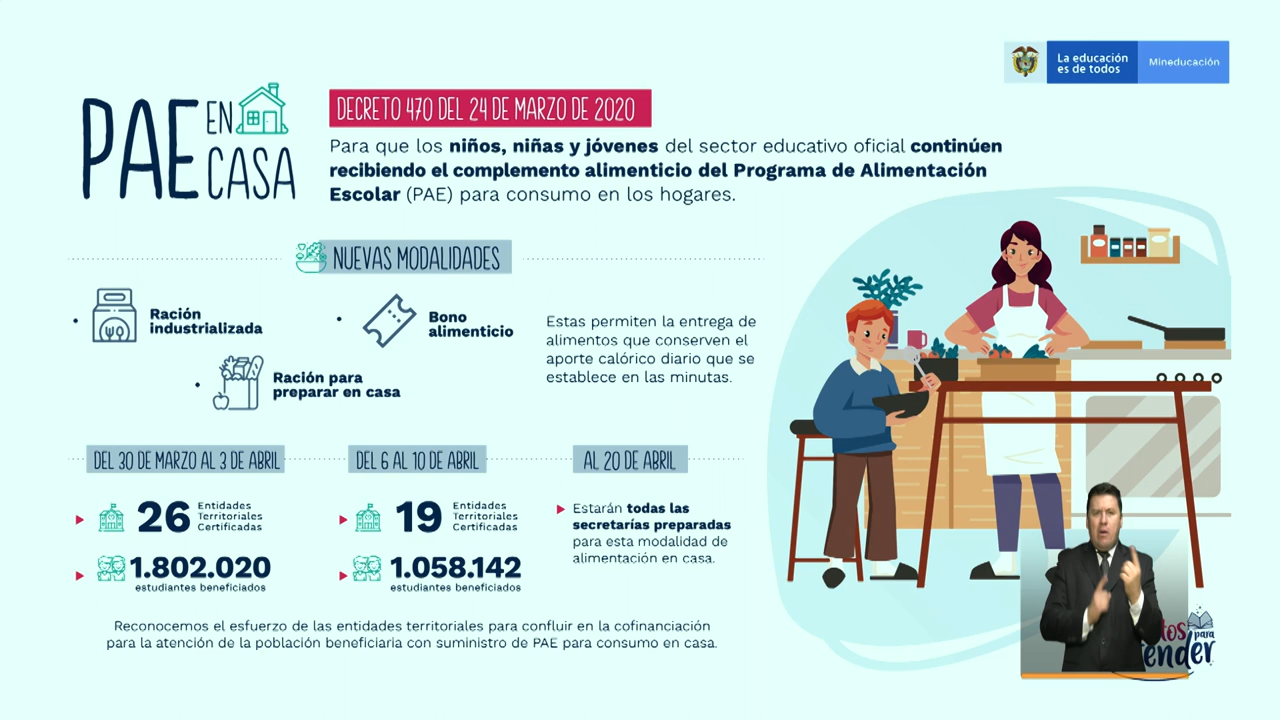 La educación
es de todos
Mineducación
PAE EN
CASA
DECRETO 470 DEL 24 DE MARZO DE 2020
Para que los niños, niñas y jóvenes del sector educativo oficial continúen
recibiendo el complemento alimenticio del Programa de Alimentación
Escolar (PAE) para consumo en los hogares.
NUEVAS MODALIDADES
Ración
industrializada
Bono
alimenticio
Ración para
preparar en casa
Estas permiten la entrega de
alimentos que conserven el
aporte calórico diario que se
establece en las minutas.
DEL 30 DE MARZO AL 3 DE ABRIL
26 Entidades
Territoriales
Certificadas
1.802.020
estudiantes beneficiados
DEL 6 AL 10 DE ABRIL
19 Entidades
Territoriales
Certificadas
1.058.142
estudiantes beneficiados
AL 20 DE ABRIL
Estarán todas las
secretarías preparadas
para esta modalidad de
alimentación en casa.
Reconocemos el esfuerzo de las entidades territoriales para confluir en la cofinanciación
para la atención de la población beneficiaria con suministro de PAE para consumo en casa.
para